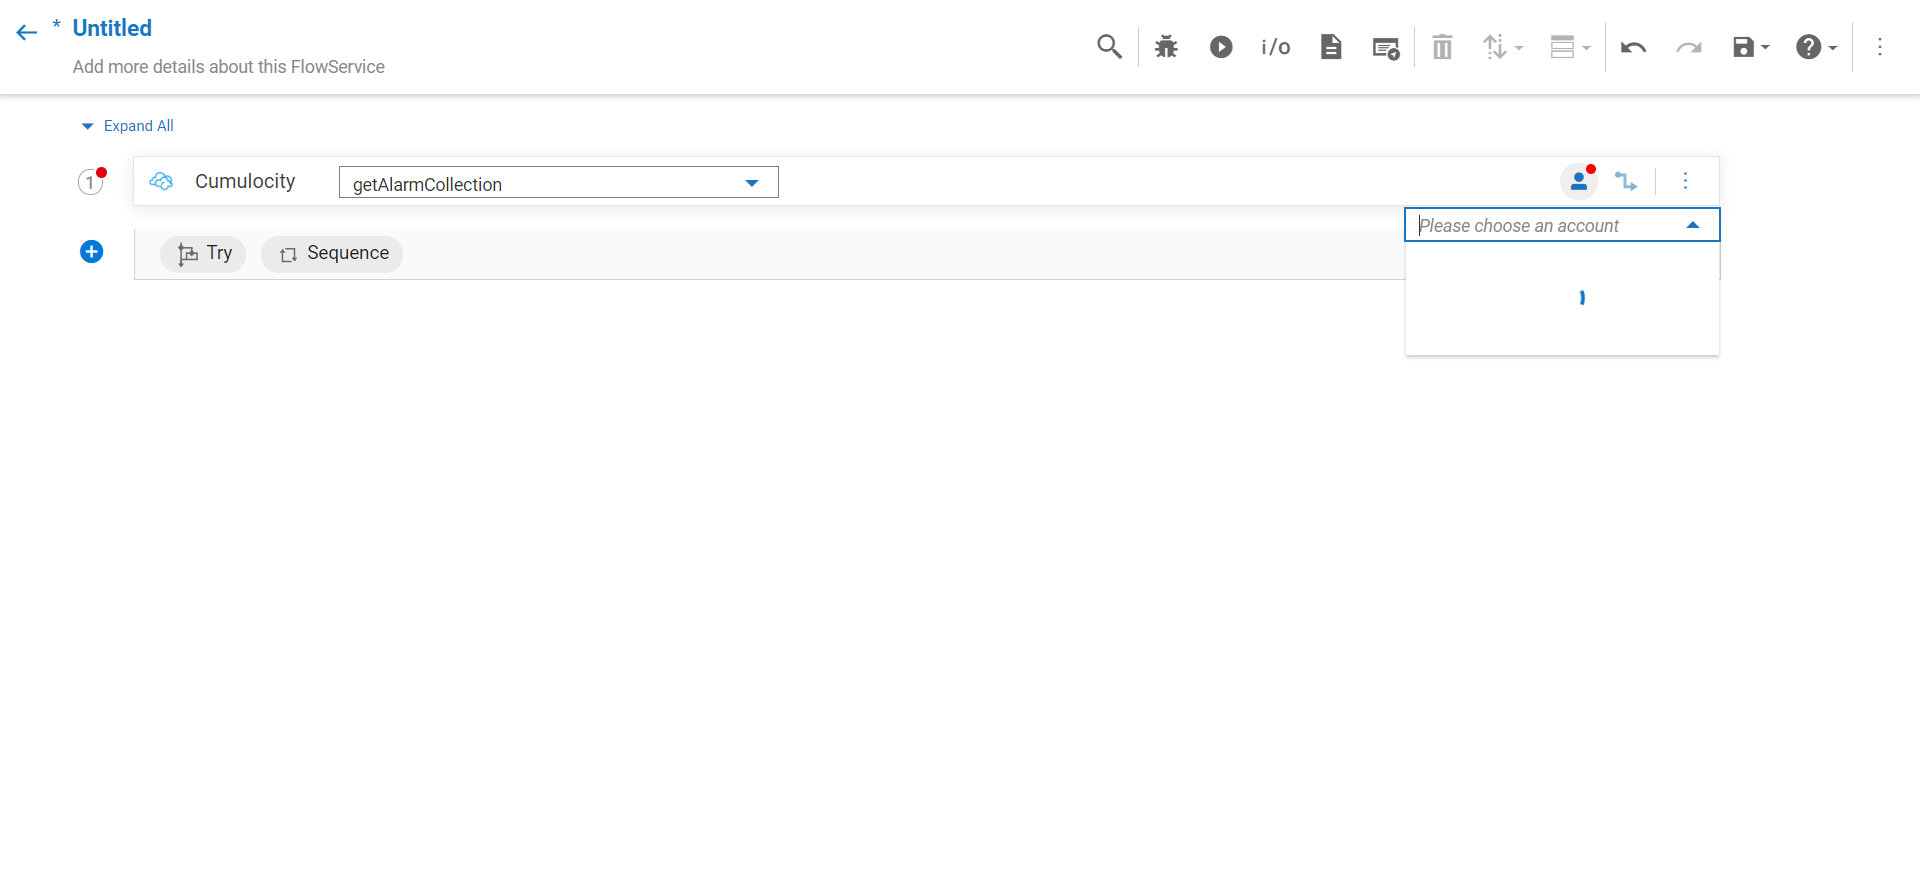 * Untitled
Add more details about this FlowService
i/o
?
Expand All
1
Cumulocity
getAlarmCollection
Please choose an account
Try
Sequence